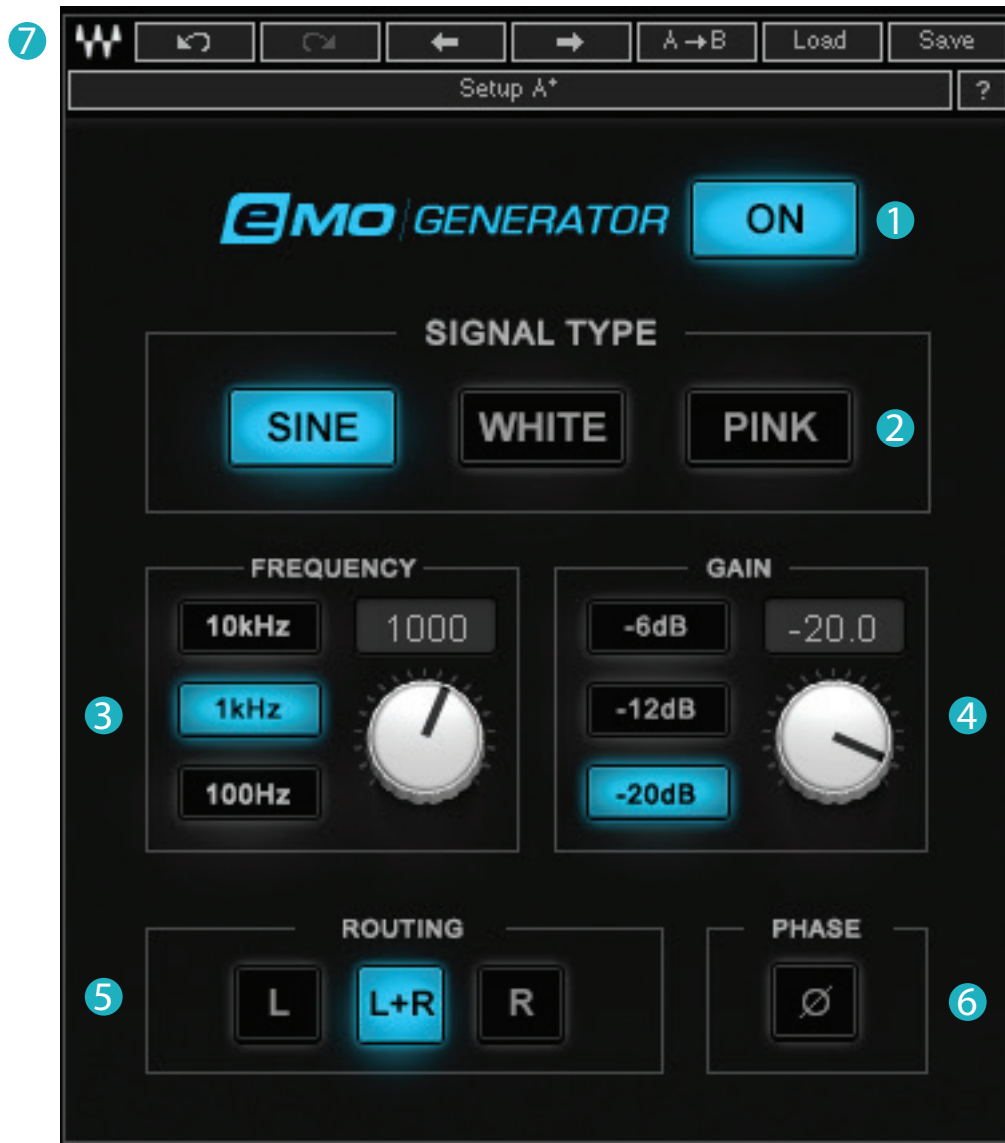 7 A→B Load Save
Setup A* ?
eMO GENERATOR ON 1
SIGNAL TYPE
SINE WHITE PINK 2
FREQUENCY GAIN
10kHz 1000 -6dB -20.0
3 1kHz -12dB 4
100Hz -20dB
ROUTING PHASE
5 L L+R R Ø 6